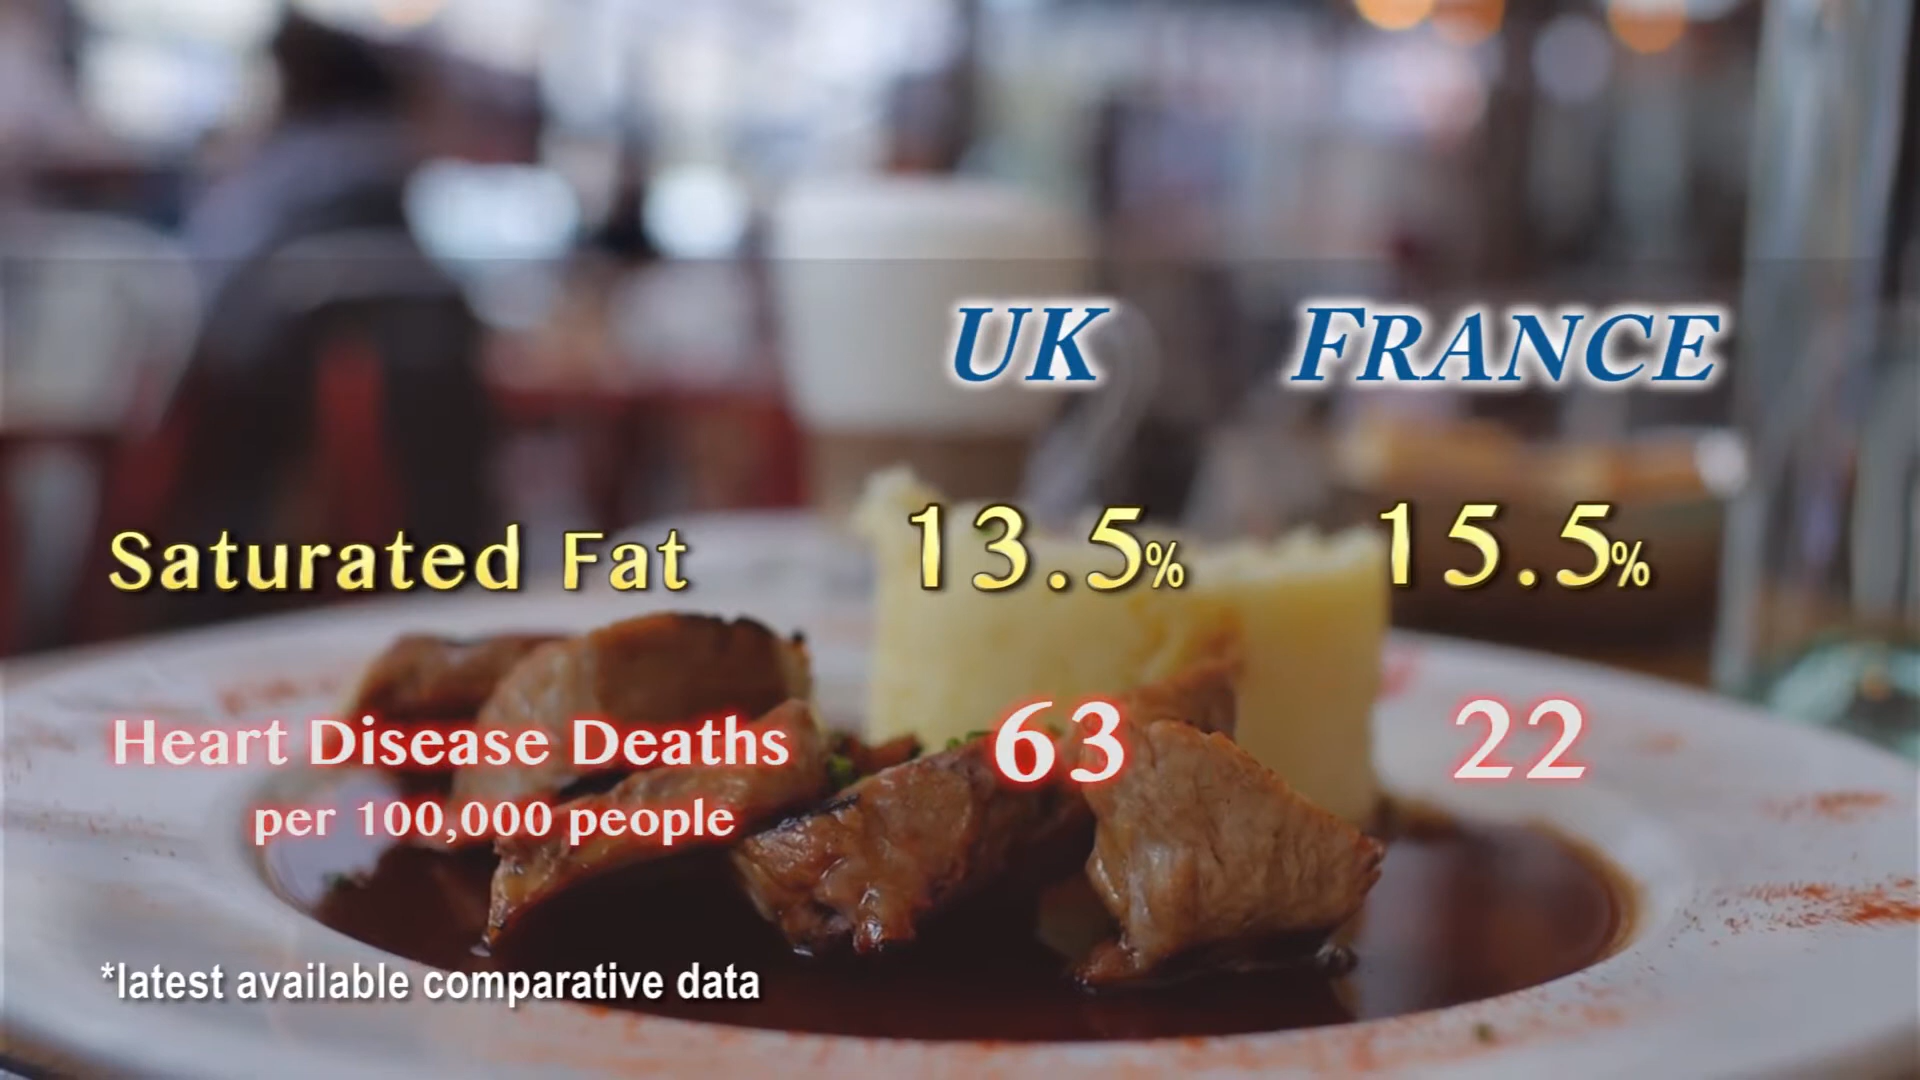 UK FRANCE
Saturated Fat 13.5% 15.5%
Heart Disease Deaths 63 22
per 100,000 people
*latest available comparative data